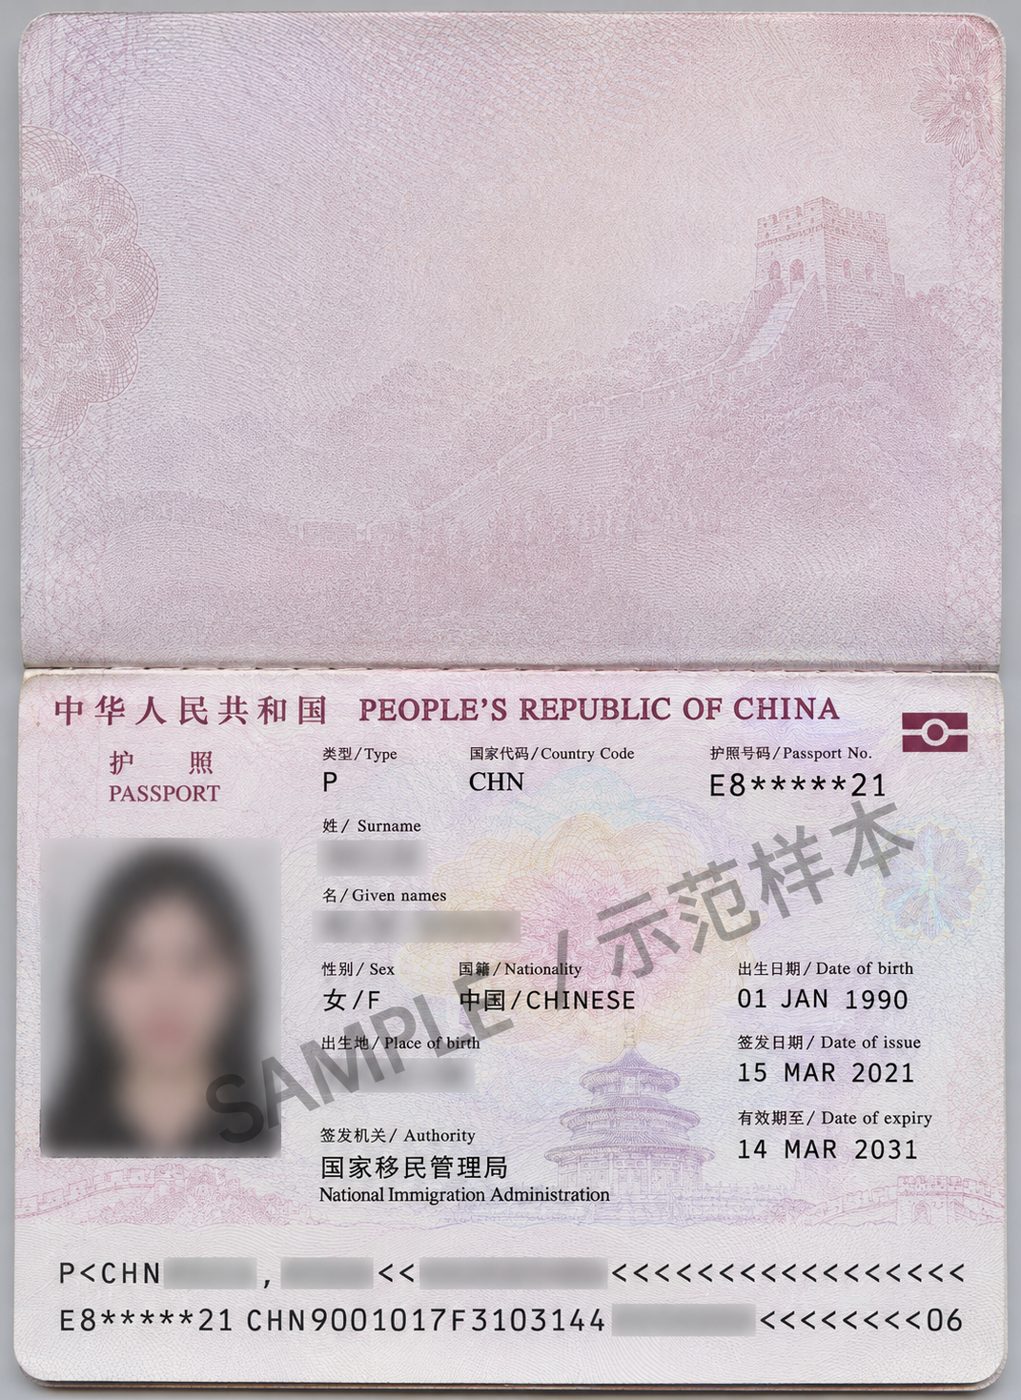 中华人民共和国 PEOPLE'S REPUBLIC OF CHINA
护 照
PASSPORT
类型/Type 国家代码/Country Code 护照号码/Passport No.
P CHN E8*****21
姓/ Surname
名/Given names
性别/ Sex 国籍/Nationality 出生日期/ Date of birth
女/F 中国/CHINESE 01 JAN 1990
出生地/ Place of birth 签发日期/ Date of issue
15 MAR 2021
签发机关/ Authority 有效期至/ Date of expiry
国家移民管理局 14 MAR 2031
National Immigration Administration
SAMPLE / 示范样本
P<CHN , << <<<<<<<<<<<<<<<<<
E8*****21 CHN9001017F3103144 <<<<<<<<06